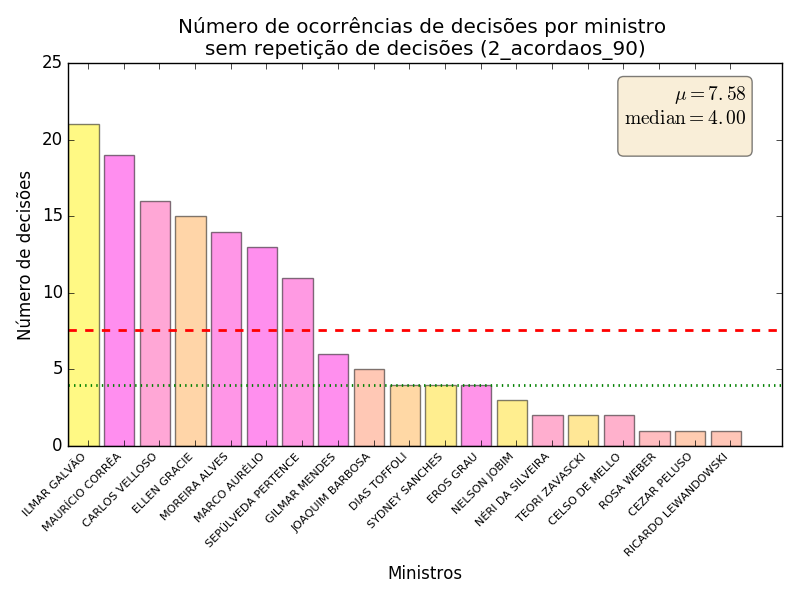 Número de ocorrências de decisões por ministro
sem repetição de decisões (2_acordaos_90)
μ = 7.58
median = 4.00
Número de decisões
25
20
15
10
5
0
ILMAR GALVÃO
MAURÍCIO CORRÊA
CARLOS VELLOSO
ELLEN GRACIE
MOREIRA ALVES
MARCO AURÉLIO
SEPÚLVEDA PERTENCE
GILMAR MENDES
JOAQUIM BARBOSA
DIAS TOFFOLI
SYDNEY SANCHES
EROS GRAU
NELSON JOBIM
NÉRI DA SILVEIRA
TEORI ZAVASCKI
CELSO DE MELLO
ROSA WEBER
CEZAR PELUSO
RICARDO LEWANDOWSKI
Ministros